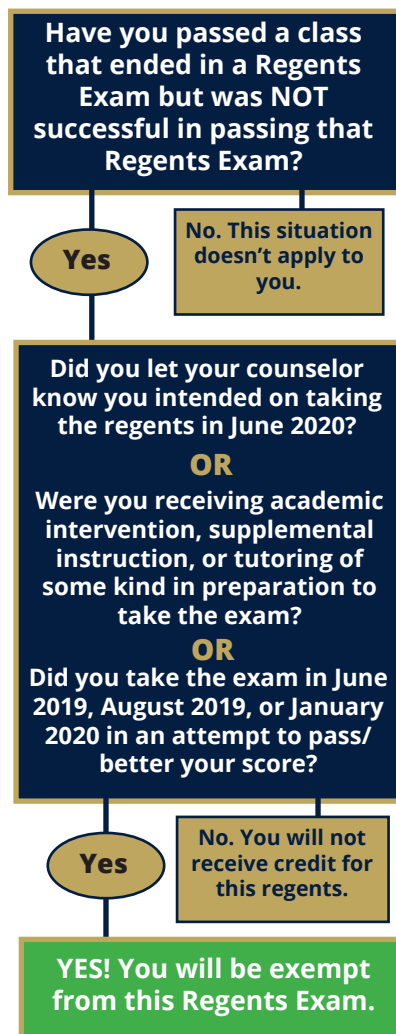 Have you passed a class
that ended in a Regents
Exam but was NOT
successful in passing that
Regents Exam?
Yes
No. This situation
doesn’t apply to
you.
Did you let your counselor
know you intended on taking
the regents in June 2020?
OR
Were you receiving academic
intervention, supplemental
instruction, or tutoring of
some kind in preparation to
take the exam?
OR
Did you take the exam in June
2019, August 2019, or January
2020 in an attempt to pass/
better your score?
Yes
No. You will not
receive credit for
this regents.
YES! You will be exempt
from this Regents Exam.